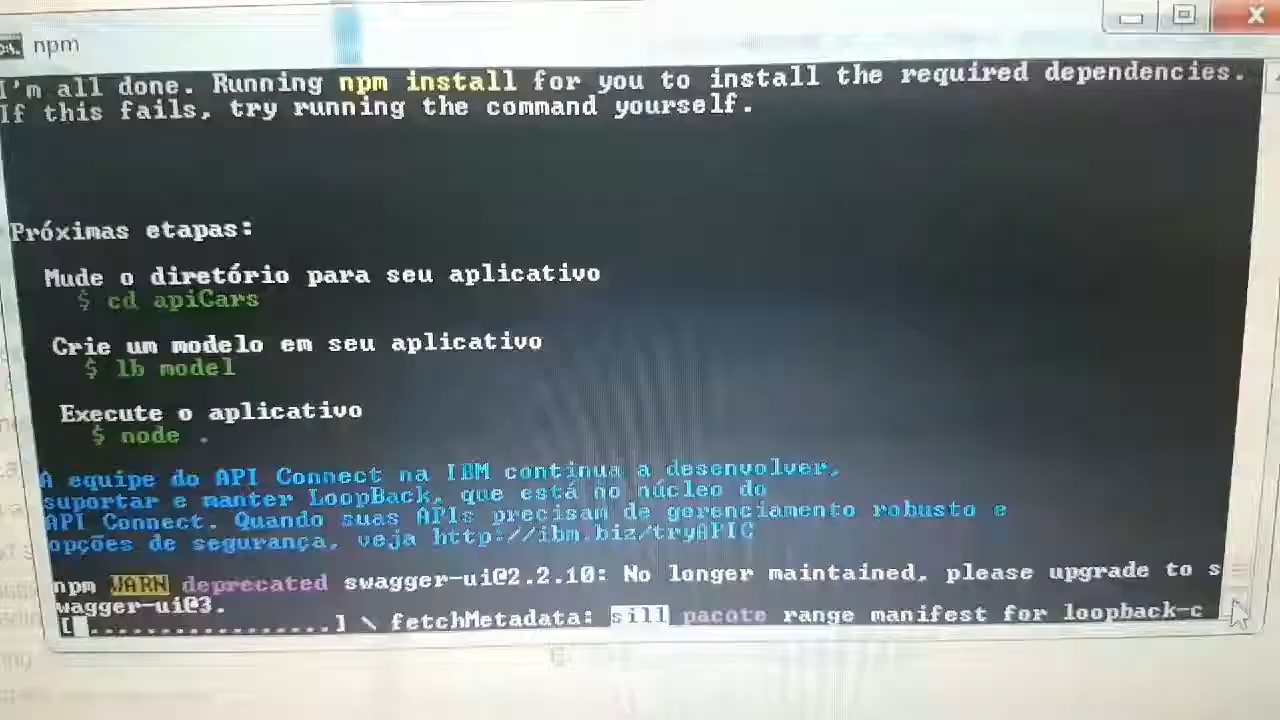 npm
I'm all done. Running npm install for you to install the required dependencies.
If this fails, try running the command yourself.
Próximas etapas:
Mude o diretório para seu aplicativo
$ cd apiCars
Crie um modelo em seu aplicativo
$ lb model
Execute o aplicativo
$ node .
A equipe do API Connect na IBM continua a desenvolver,
suportar e manter LoopBack, que está no núcleo do
API Connect. Quando suas APIs precisam de gerenciamento robusto e
opções de segurança, veja http://ibm.biz/tryAPIC
npm WARN deprecated swagger-ui@2.2.10: No longer maintained, please upgrade to s
wagger-ui@3.
[.................] \ fetchMetadata: sill pacote range manifest for loopback-c